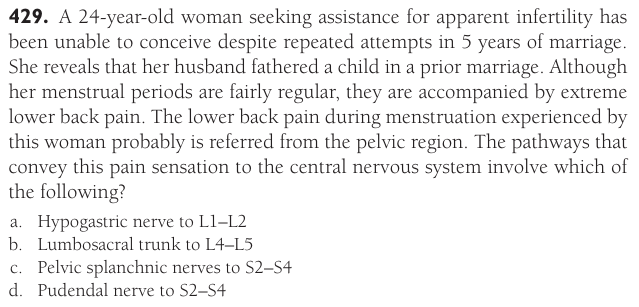 429. A 24-year-old woman seeking assistance for apparent infertility has
been unable to conceive despite repeated attempts in 5 years of marriage.
She reveals that her husband fathered a child in a prior marriage. Although
her menstrual periods are fairly regular, they are accompanied by extreme
lower back pain. The lower back pain during menstruation experienced by
this woman probably is referred from the pelvic region. The pathways that
convey this pain sensation to the central nervous system involve which of
the following?
a. Hypogastric nerve to L1–L2
b. Lumbosacral trunk to L4–L5
c. Pelvic splanchnic nerves to S2–S4
d. Pudendal nerve to S2–S4